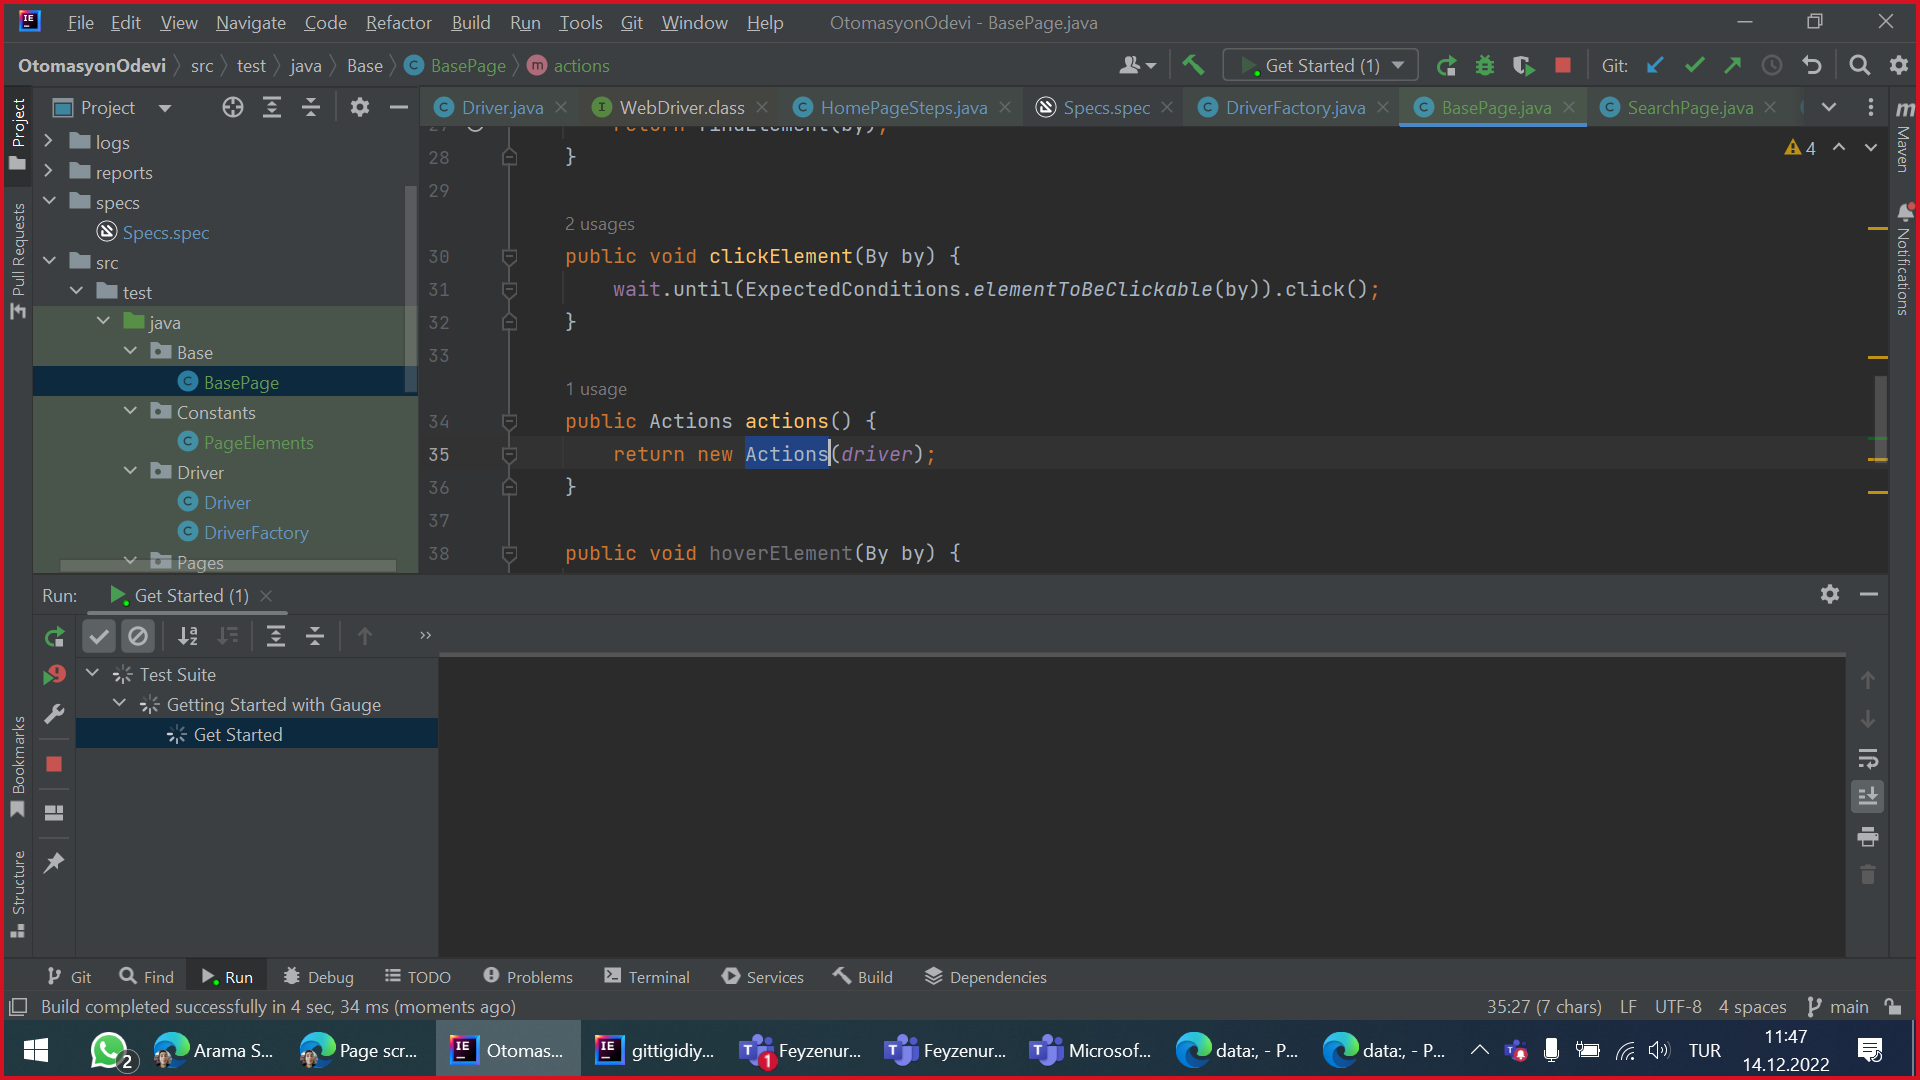 File Edit View Navigate Code Refactor Build Run Tools Git Window Help OtomasyonOdevi - BasePage.java
OtomasyonOdevi src test java Base BasePage actions Get Started (1) Git:
Project
Driver.java WebDriver.class HomePageSteps.java Specs.spec DriverFactory.java BasePage.java SearchPage.java
Project
Pull Requests
Bookmarks
Structure
Maven
Notifications
logs
reports
specs
Specs.spec
src
test
java
Base
BasePage
Constants
PageElements
Driver
Driver
DriverFactory
Pages
27 return findElement(by);
28 }
29
2 usages
30 public void clickElement(By by) {
31 wait.until(ExpectedConditions.elementToBeClickable(by)).click();
32 }
33
1 usage
34 public Actions actions() {
35 return new Actions(driver);
36 }
37
38 public void hoverElement(By by) {
4
Run: Get Started (1)
Test Suite
Getting Started with Gauge
Get Started
Git Find Run Debug TODO Problems Terminal Services Build Dependencies
Build completed successfully in 4 sec, 34 ms (moments ago) 35:27 (7 chars) LF UTF-8 4 spaces main
2 Arama S... Page scr... Otomas... gittigidiy... 1 Feyzenur... Feyzenur... Microsof... data:, - P... data:, - P... TUR 11:47
14.12.2022